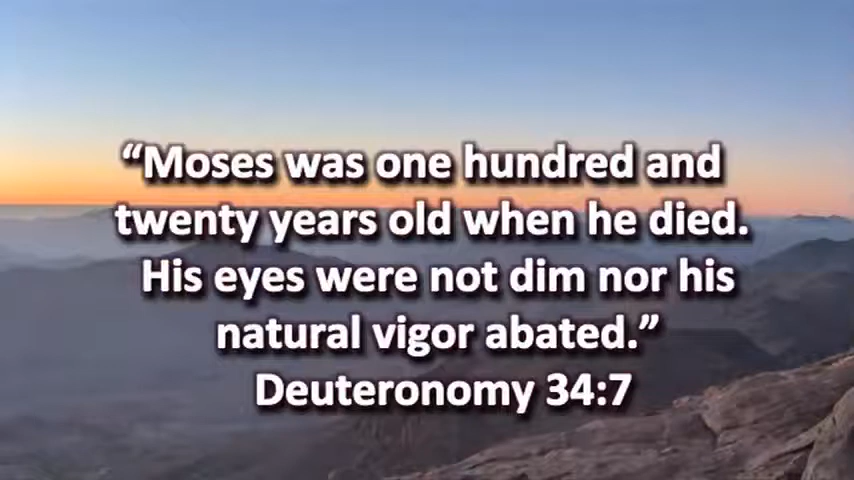 “Moses was one hundred and
twenty years old when he died.
His eyes were not dim nor his
natural vigor abated.”
Deuteronomy 34:7